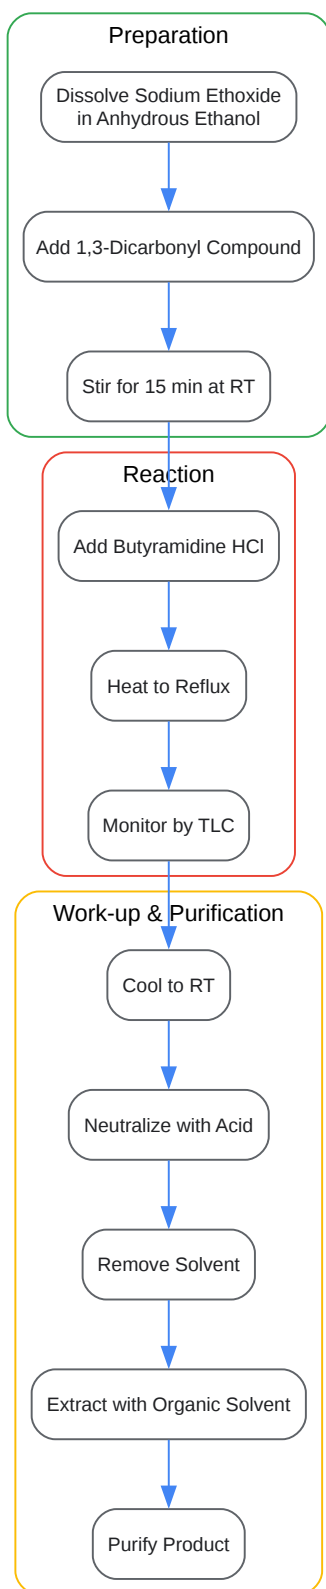 Preparation
Dissolve Sodium Ethoxide
in Anhydrous Ethanol
Add 1,3-Dicarbonyl Compound
Stir for 15 min at RT
Reaction
Add Butyramidine HCl
Heat to Reflux
Monitor by TLC
Work-up & Purification
Cool to RT
Neutralize with Acid
Remove Solvent
Extract with Organic Solvent
Purify Product